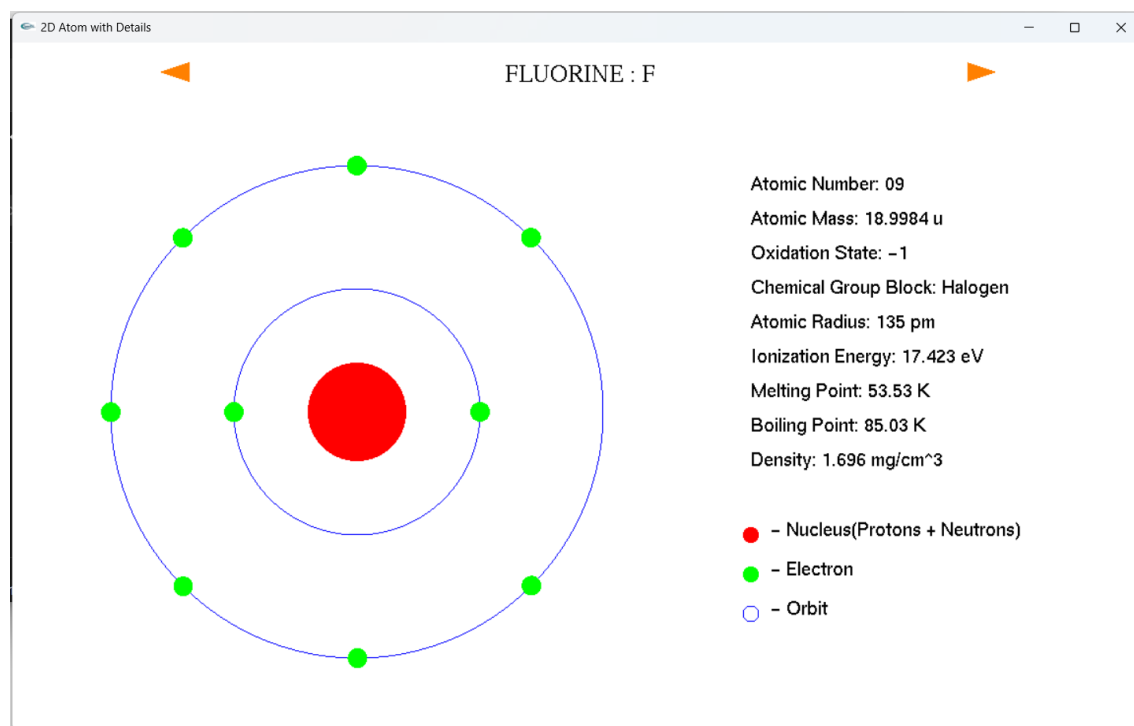 2D Atom with Details
FLUORINE : F
Atomic Number: 09
Atomic Mass: 18.9984 u
Oxidation State: -1
Chemical Group Block: Halogen
Atomic Radius: 135 pm
Ionization Energy: 17.423 eV
Melting Point: 53.53 K
Boiling Point: 85.03 K
Density: 1.696 mg/cm^3
- Nucleus(Protons + Neutrons)
- Electron
- Orbit